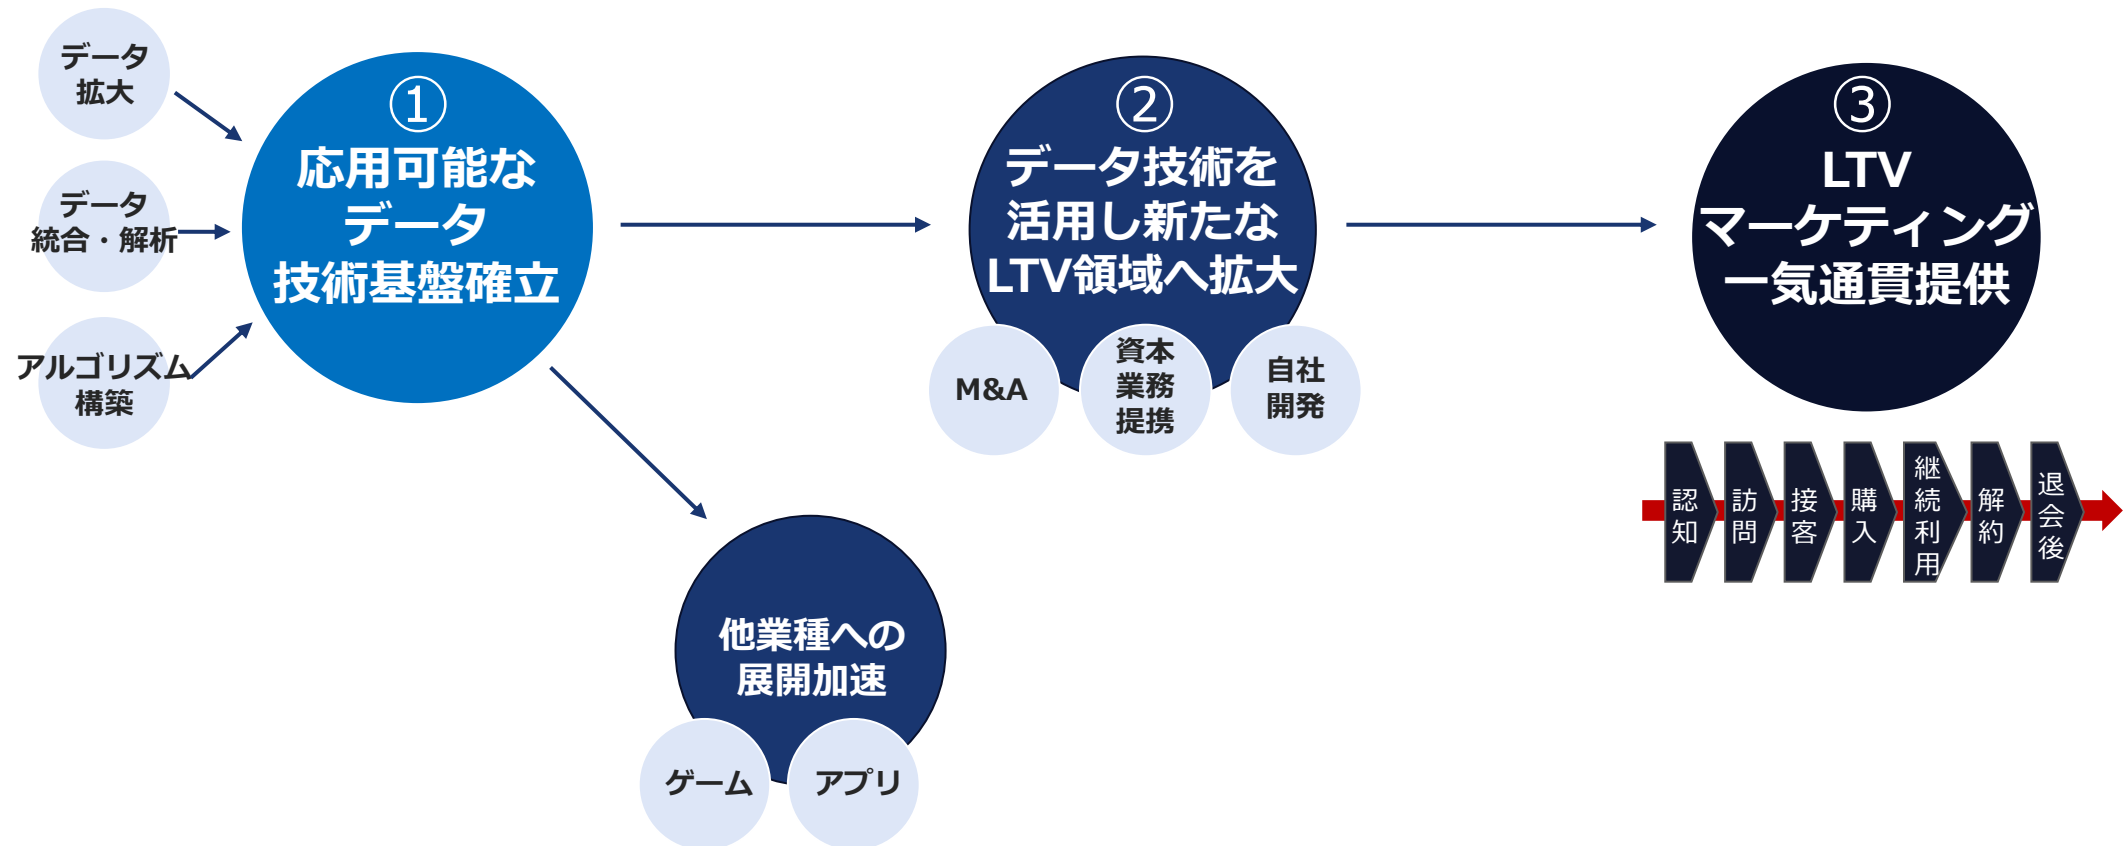 データ
拡大
データ
統合・解析
アルゴリズム
構築
①
応用可能な
データ
技術基盤確立
②
データ技術を
活用し新たな
LTV領域へ拡大
M&A
資本
業務
提携
自社
開発
③
LTV
マーケティング
一気通貫提供
認知
訪問
接客
購入
継続利用
解約
退会後
他業種への
展開加速
ゲーム
アプリ